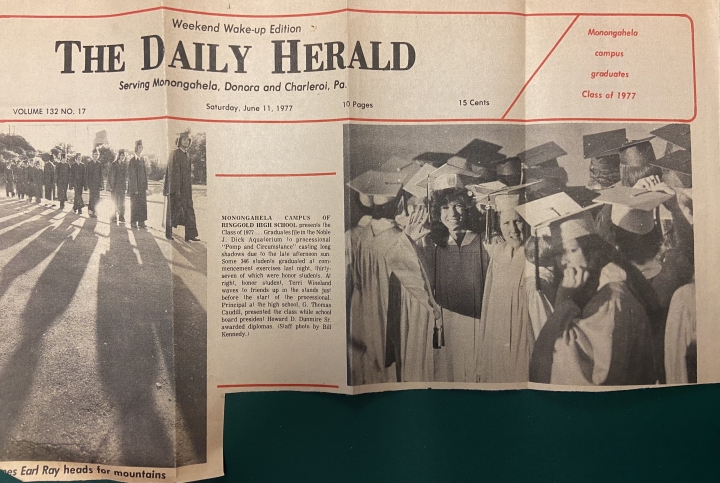 Weekend Wake-up Edition
THE DAILY HERALD
Serving Monongahela, Donora and Charleroi, Pa.
VOLUME 132 NO. 17
Saturday, June 11, 1977
10 Pages
15 Cents
Monongahela
campus
graduates
Class of 1977
MONONGAHELA CAMPUS OF
RINGGOLD HIGH SCHOOL presents the
Class of 1977 . . . Graduates file in the Noble
J. Dick Aquatorium to processional
"Pomp and Circumstance" casting long
shadows due to the late afternoon sun.
Some 346 students graduated at com-
mencement exercises last night, thirty-
seven of which were honor students. At
right, honor student, Terri Wineland
waves to friends up in the stands just
before the start of the processional.
Principal at the high school, G. Thomas
Caudill, presented the class while school
board president Howard D. Dunmire Sr.
awarded diplomas. (Staff photo by Bill
Kennedy.)
Earl Ray heads for mountains